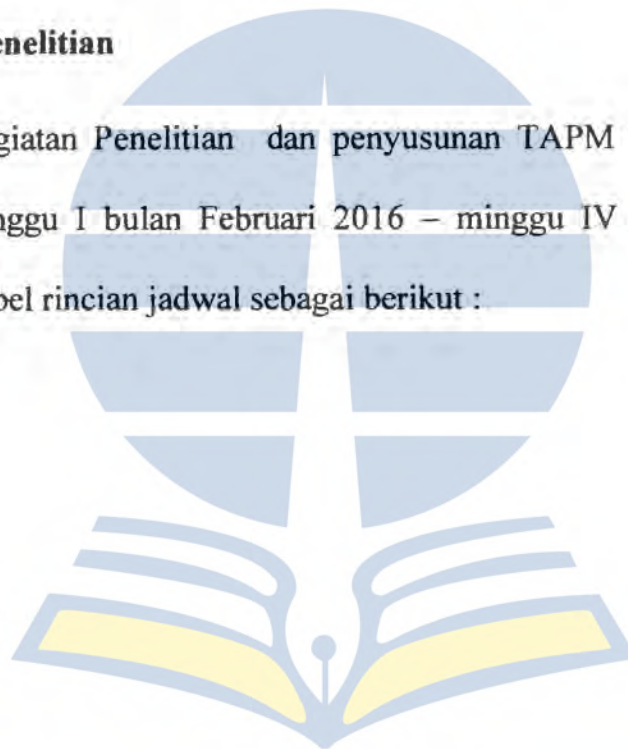 enelitian
giatan Penelitian dan penyusunan TAPM
nggu I bulan Februari 2016 – minggu IV
bel rincian jadwal sebagai berikut :